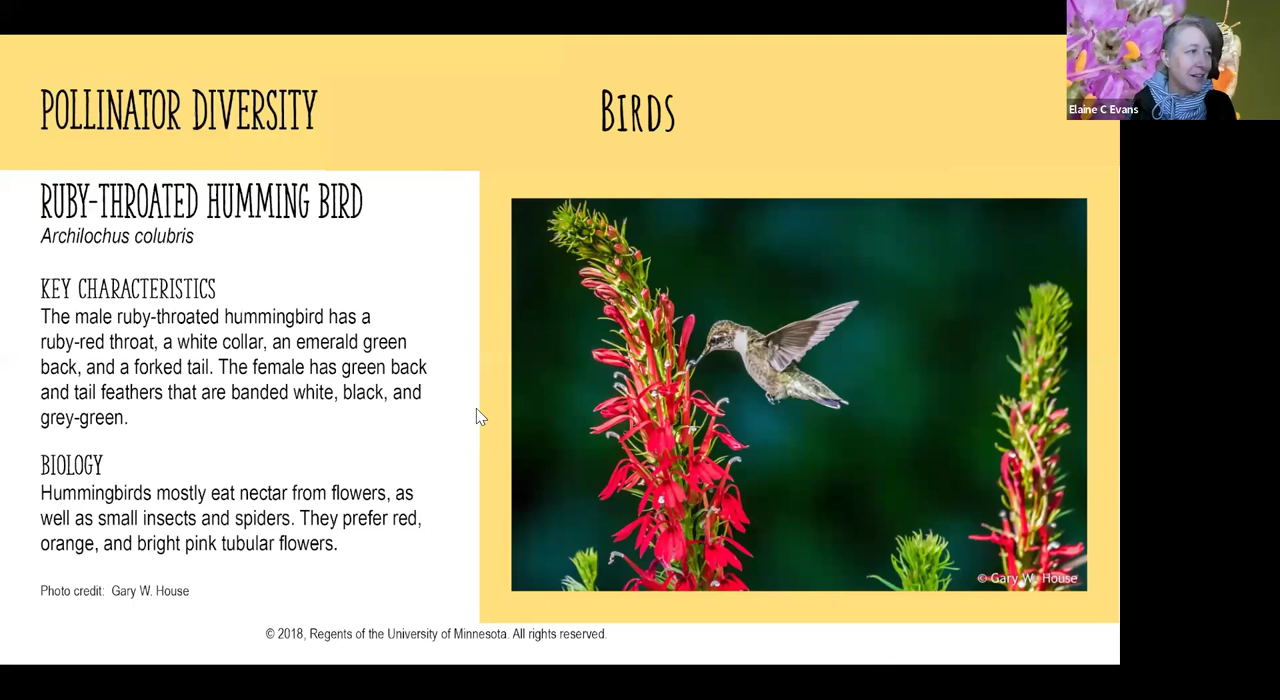 POLLINATOR DIVERSITY
BIRDS
Elaine C Evans
RUBY-THROATED HUMMING BIRD
Archilochus colubris
KEY CHARACTERISTICS
The male ruby-throated hummingbird has a
ruby-red throat, a white collar, an emerald green
back, and a forked tail. The female has green back
and tail feathers that are banded white, black, and
grey-green.
BIOLOGY
Hummingbirds mostly eat nectar from flowers, as
well as small insects and spiders. They prefer red,
orange, and bright pink tubular flowers.
Photo credit: Gary W. House
© Gary W. House
© 2018, Regents of the University of Minnesota. All rights reserved.